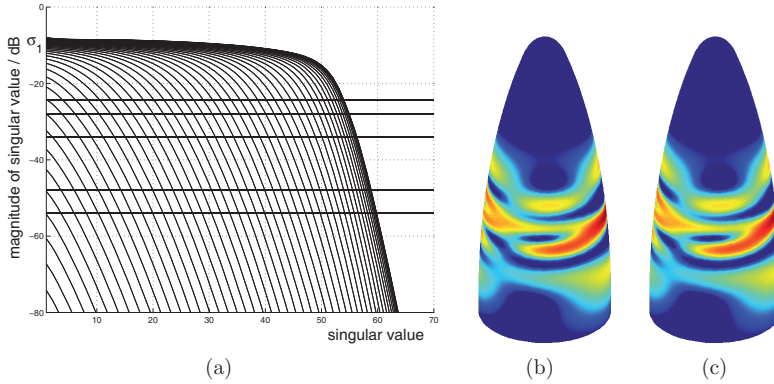 0
σ1
−20
−40
−60
−80
magnitude of singular value / dB
10 20 30 40 50 60 70
singular value
(a) (b) (c)